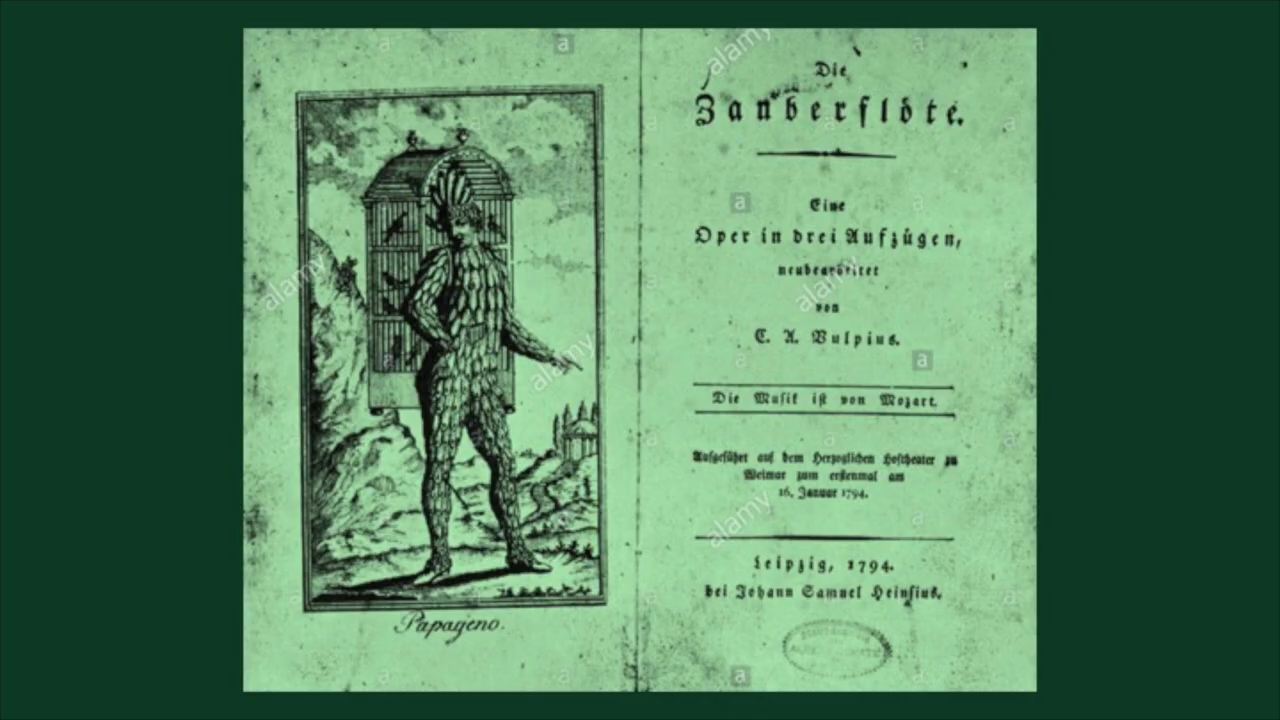 Papageno.
Die
Zauberflöte.
Eine
Oper in drei Aufzügen,
neubearbeitet
von
C. A. Vulpius.
Die Musik ist von Mozart.
Aufgeführt auf dem Herzoglichen Hoftheater zu
Weimar zum erstenmal am
16. Januar 1794.
Leipzig, 1794.
bei Johann Samuel Heinsius.
a
alamy